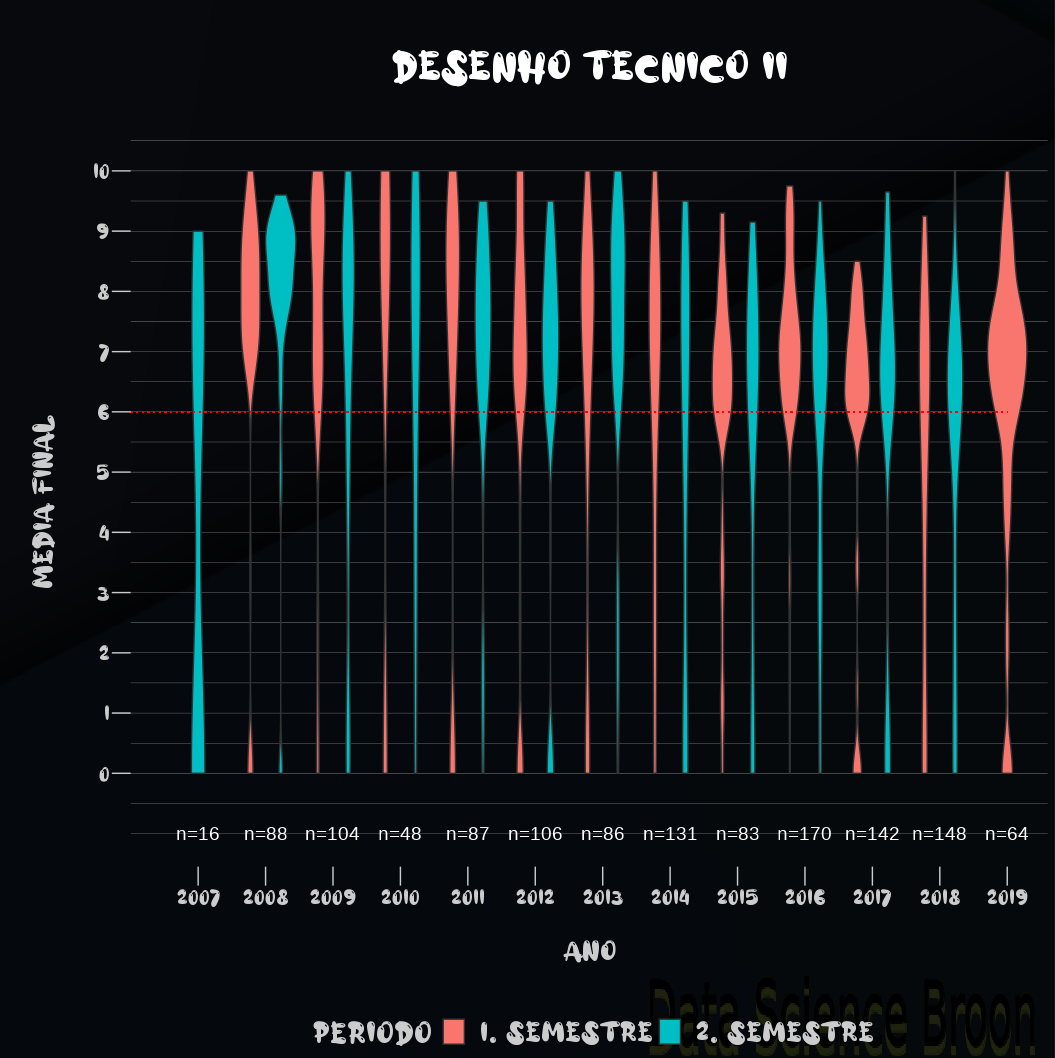 DESENHO TECNICO II
10
9
8
7
6
5
4
3
2
1
0
MEDIA FINAL
n=16 n=88 n=104 n=48 n=87 n=106 n=86 n=131 n=83 n=170 n=142 n=148 n=64
2007 2008 2009 2010 2011 2012 2013 2014 2015 2016 2017 2018 2019
ANO
Data Science Broon
PERIODO 1. SEMESTRE 2. SEMESTRE